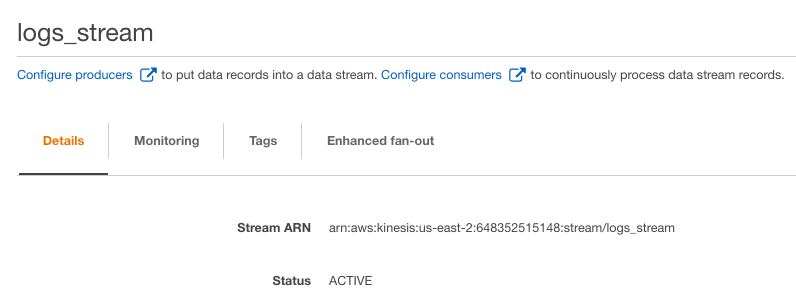 logs_stream
Configure producers to put data records into a data stream. Configure consumers to continuously process data stream records.
Details Monitoring Tags Enhanced fan-out
Stream ARN arn:aws:kinesis:us-east-2:648352515148:stream/logs_stream
Status ACTIVE